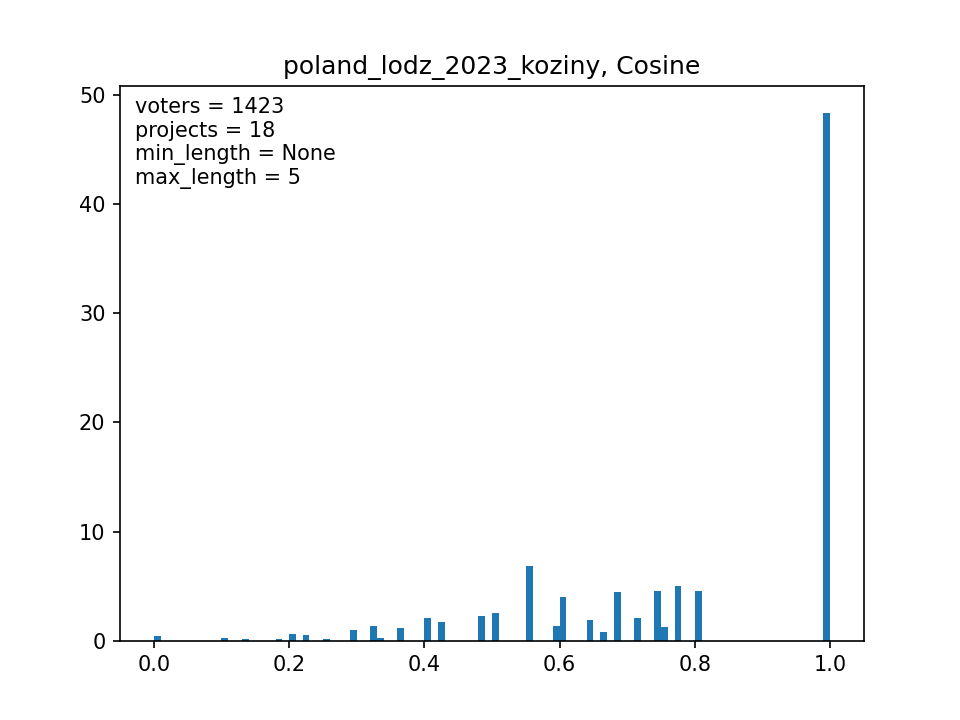 poland_lodz_2023_koziny, Cosine
voters = 1423
projects = 18
min_length = None
max_length = 5
50
40
30
20
10
0
0.0 0.2 0.4 0.6 0.8 1.0